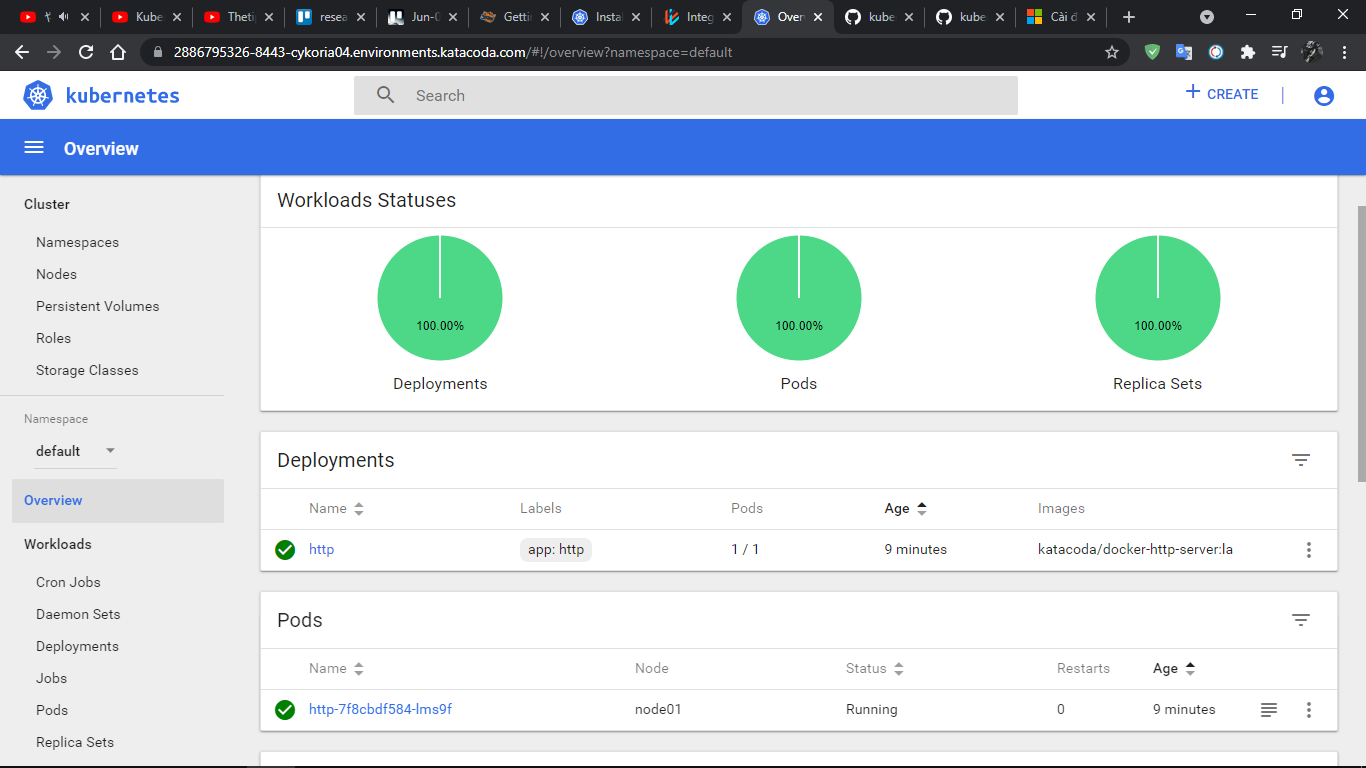 Kube
Thetij
resea
Jun-0
Gettin
Instal
Integ
Over
kube
kube
Cài đ
2886795326-8443-cykoria04.environments.katacoda.com/#!/overview?namespace=default
kubernetes
Search
CREATE
Overview
Cluster
Namespaces
Nodes
Persistent Volumes
Roles
Storage Classes
Namespace
default
Overview
Workloads
Cron Jobs
Daemon Sets
Deployments
Jobs
Pods
Replica Sets
Workloads Statuses
100.00% 100.00% 100.00%
Deployments Pods Replica Sets
Deployments
Name Labels Pods Age Images
http app: http 1 / 1 9 minutes katacoda/docker-http-server:la
Pods
Name Node Status Restarts Age
http-7f8cbdf584-lms9f node01 Running 0 9 minutes